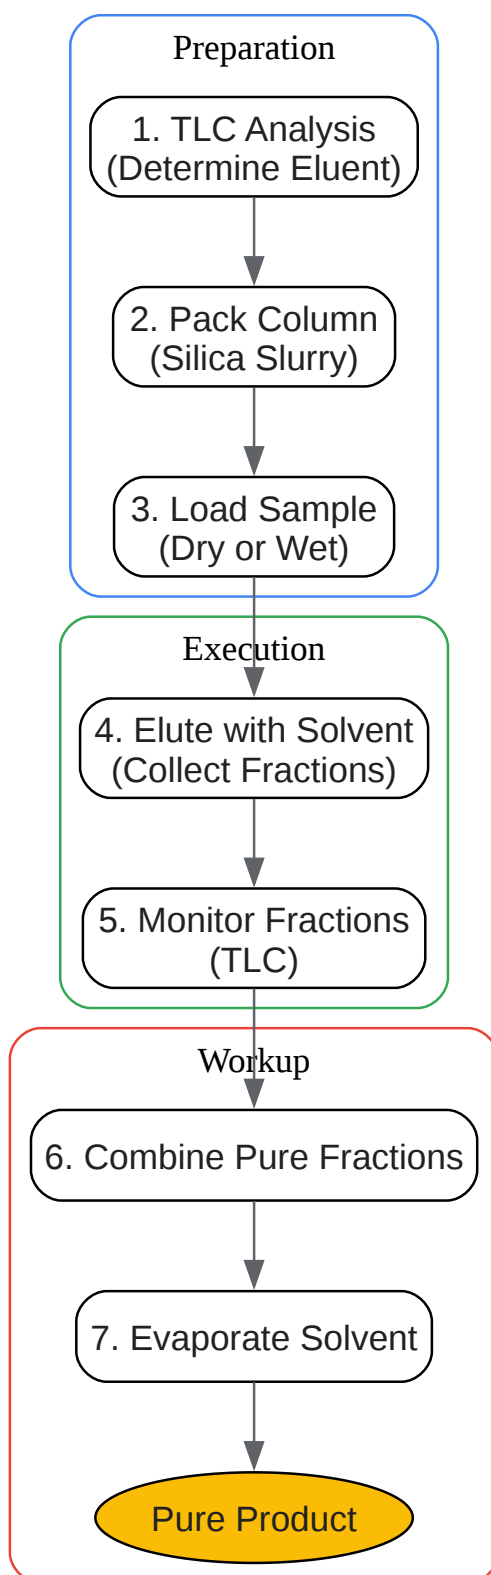 Preparation
1. TLC Analysis
(Determine Eluent)
2. Pack Column
(Silica Slurry)
3. Load Sample
(Dry or Wet)
Execution
4. Elute with Solvent
(Collect Fractions)
5. Monitor Fractions
(TLC)
Workup
6. Combine Pure Fractions
7. Evaporate Solvent
Pure Product